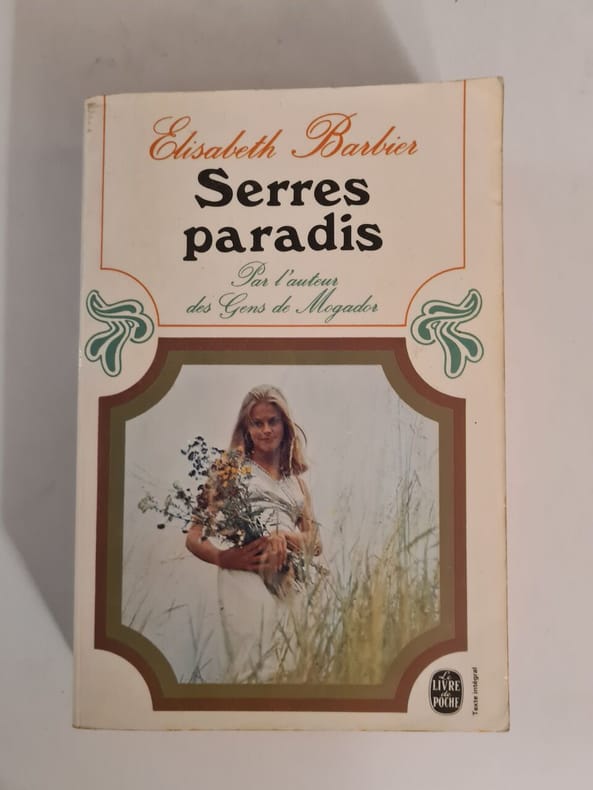 Elisabeth Barbier
Serres
paradis
Par l'auteur
des Gens de Mogador
Le
LIVRE
de
POCHE
Texte intégral